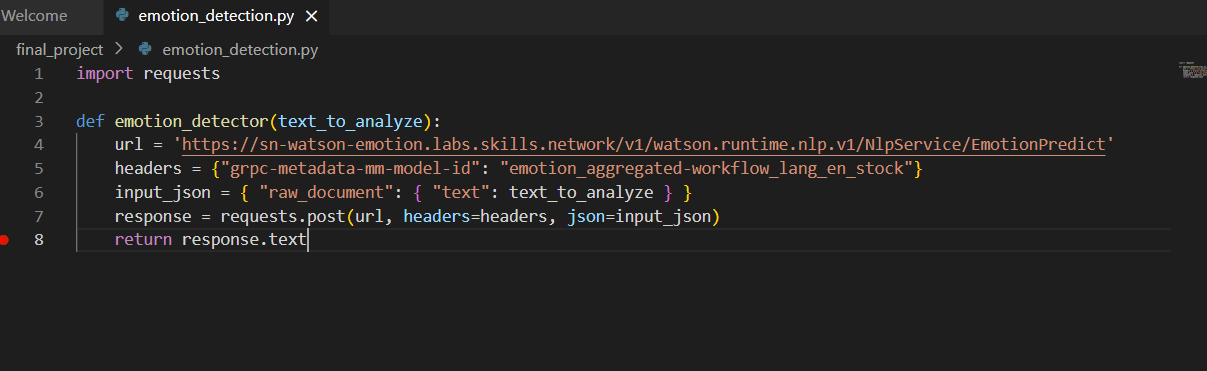 Welcome emotion_detection.py
final_project > emotion_detection.py
1 import requests
2
3 def emotion_detector(text_to_analyze):
4     url = 'https://sn-watson-emotion.labs.skills.network/v1/watson.runtime.nlp.v1/NlpService/EmotionPredict'
5     headers = {"grpc-metadata-mm-model-id": "emotion_aggregated-workflow_lang_en_stock"}
6     input_json = { "raw_document": { "text": text_to_analyze } }
7     response = requests.post(url, headers=headers, json=input_json)
8     return response.text